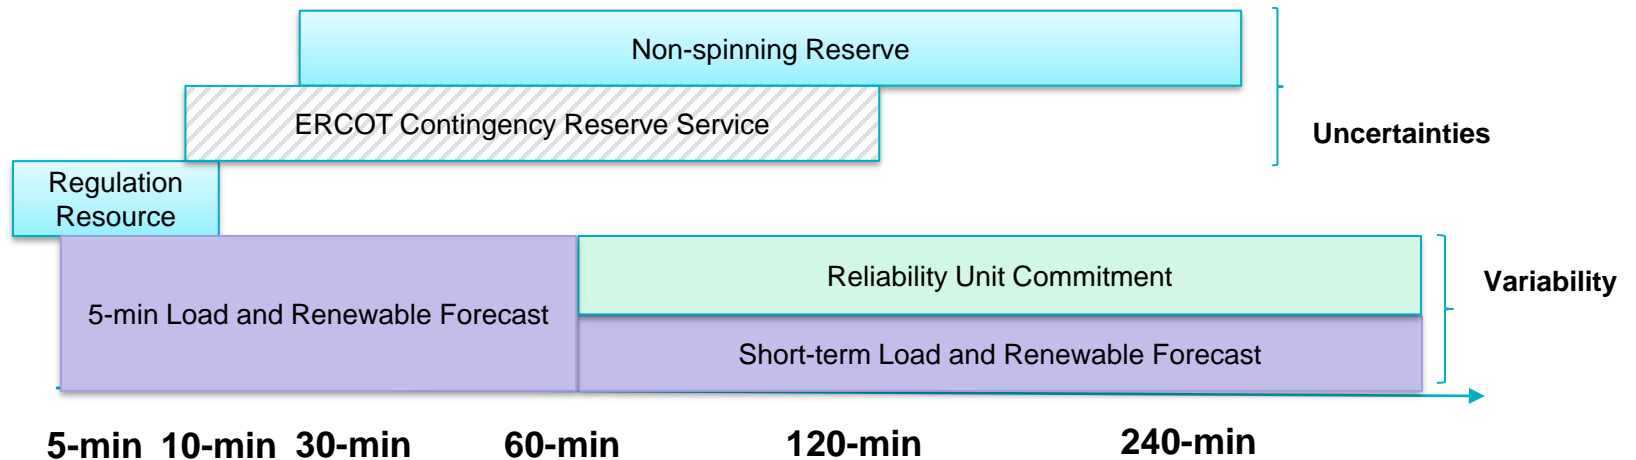 Non-spinning Reserve
ERCOT Contingency Reserve Service
Uncertainties
Regulation
Resource
Reliability Unit Commitment
Variability
5-min Load and Renewable Forecast
Short-term Load and Renewable Forecast
5-min 10-min 30-min 60-min 120-min 240-min